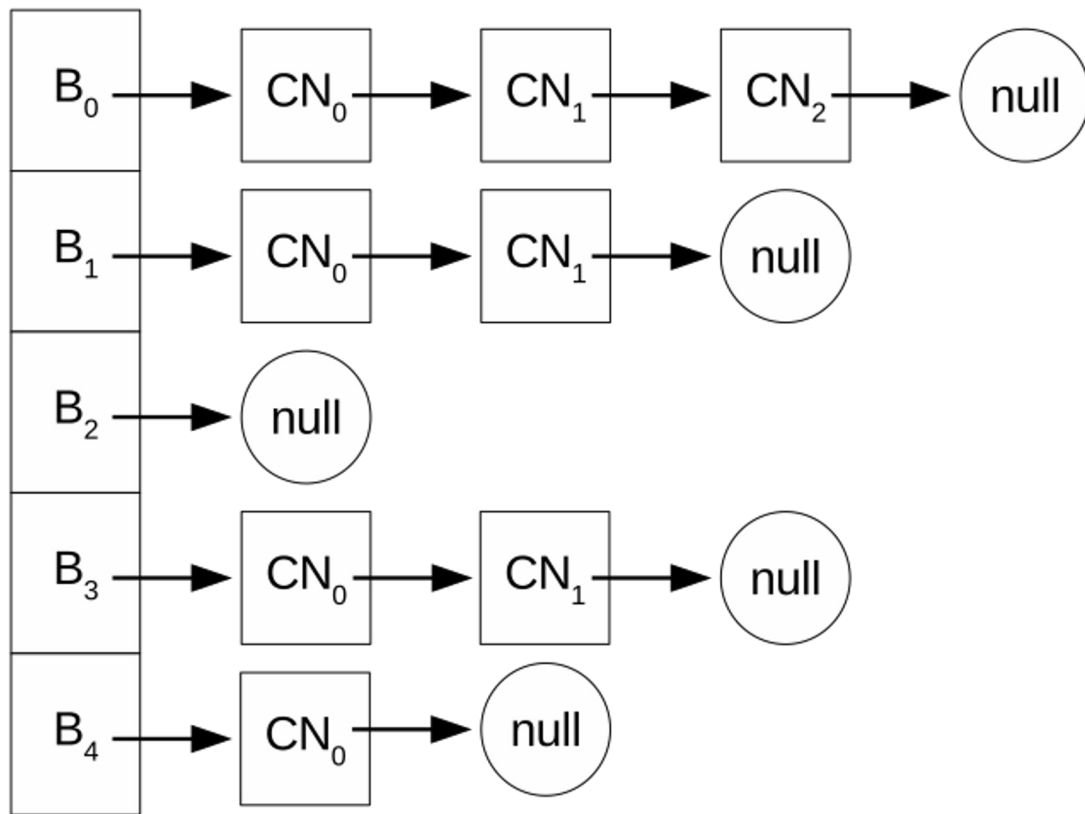 B₀ CN₀ CN₁ CN₂ null
B₁ CN₀ CN₁ null
B₂ null
B₃ CN₀ CN₁ null
B₄ CN₀ null